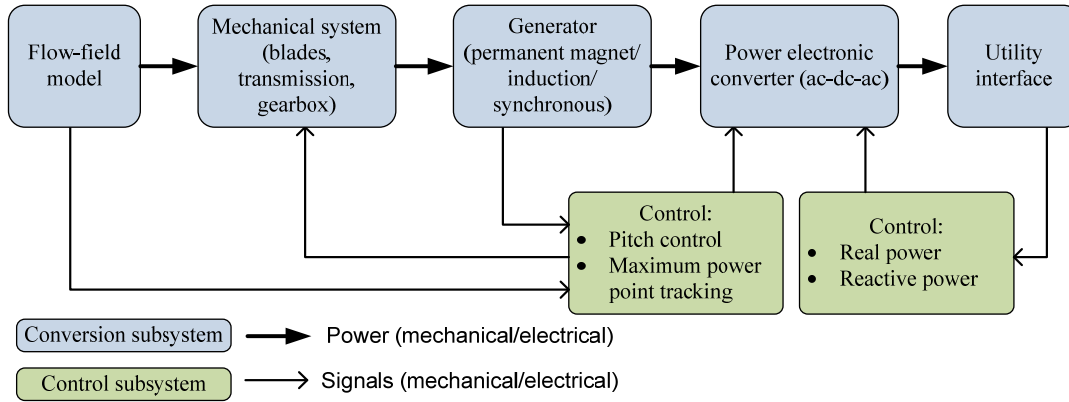 Flow-field
model
Mechanical system
(blades,
transmission,
gearbox)
Generator
(permanent magnet/
induction/
synchronous)
Power electronic
converter (ac-dc-ac)
Utility
interface
Control:
• Pitch control
• Maximum power
point tracking
Control:
• Real power
• Reactive power
Conversion subsystem
Power (mechanical/electrical)
Control subsystem
Signals (mechanical/electrical)